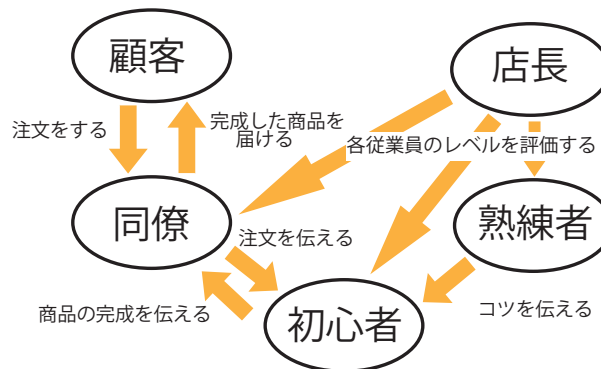 顧客
店長
注文をする
完成した商品を
届ける
各従業員のレベルを評価する
同僚
熟練者
注文を伝える
商品の完成を伝える
初心者
コツを伝える